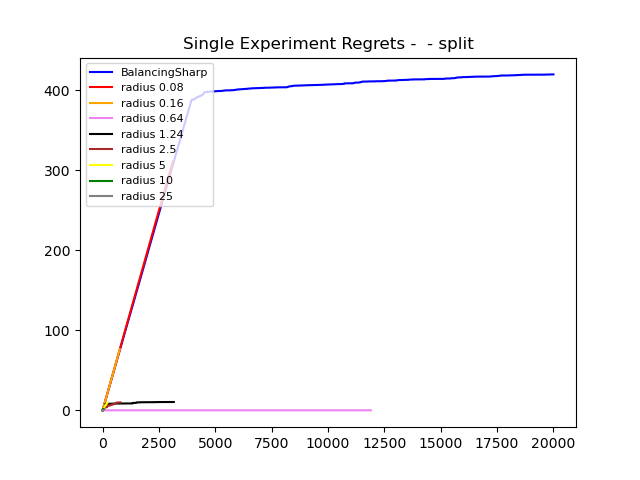 Single Experiment Regrets -  - split
BalancingSharp
radius 0.08
radius 0.16
radius 0.64
radius 1.24
radius 2.5
radius 5
radius 10
radius 25
400
300
200
100
0
0 2500 5000 7500 10000 12500 15000 17500 20000